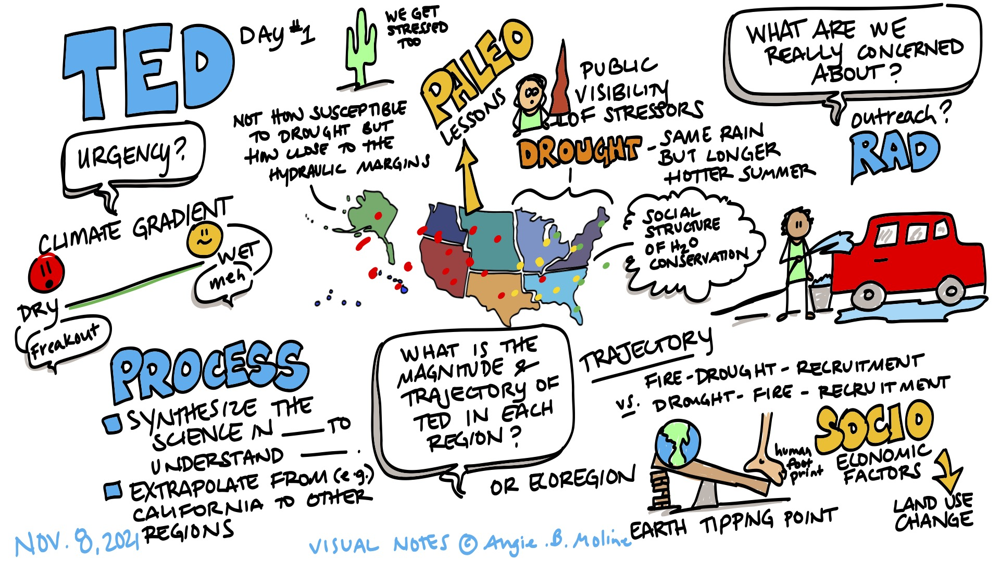 TED
DAY #1
WE GET
STRESSED
TOO
PALEO
LESSONS
PUBLIC
VISIBILITY
OF STRESSORS
WHAT ARE WE
REALLY CONCERNED
ABOUT?
outreach?
RAD
URGENCY?
NOT HOW SUSCEPTIBLE
TO DROUGHT BUT
HOW CLOSE TO THE
HYDRAULIC MARGINS
DROUGHT - SAME RAIN
BUT LONGER
HOTTER SUMMER
CLIMATE GRADIENT
WET
meh
DRY
Freakout
SOCIAL
STRUCTURE
OF H2O
CONSERVATION
PROCESS
SYNTHESIZE THE
SCIENCE IN ____ TO
UNDERSTAND ____.
EXTRAPOLATE FROM (e.g.)
CALIFORNIA TO OTHER
REGIONS
WHAT IS THE
MAGNITUDE &
TRAJECTORY OF
TED IN EACH
REGION?
OR ECOREGION
TRAJECTORY
FIRE-DROUGHT-RECRUITMENT
vs. DROUGHT-FIRE-RECRUITMENT
human
foot
print
SOCIO
ECONOMIC
FACTORS
LAND USE
CHANGE
EARTH TIPPING POINT
NOV. 8, 2021
VISUAL NOTES © Angie .B. Moline